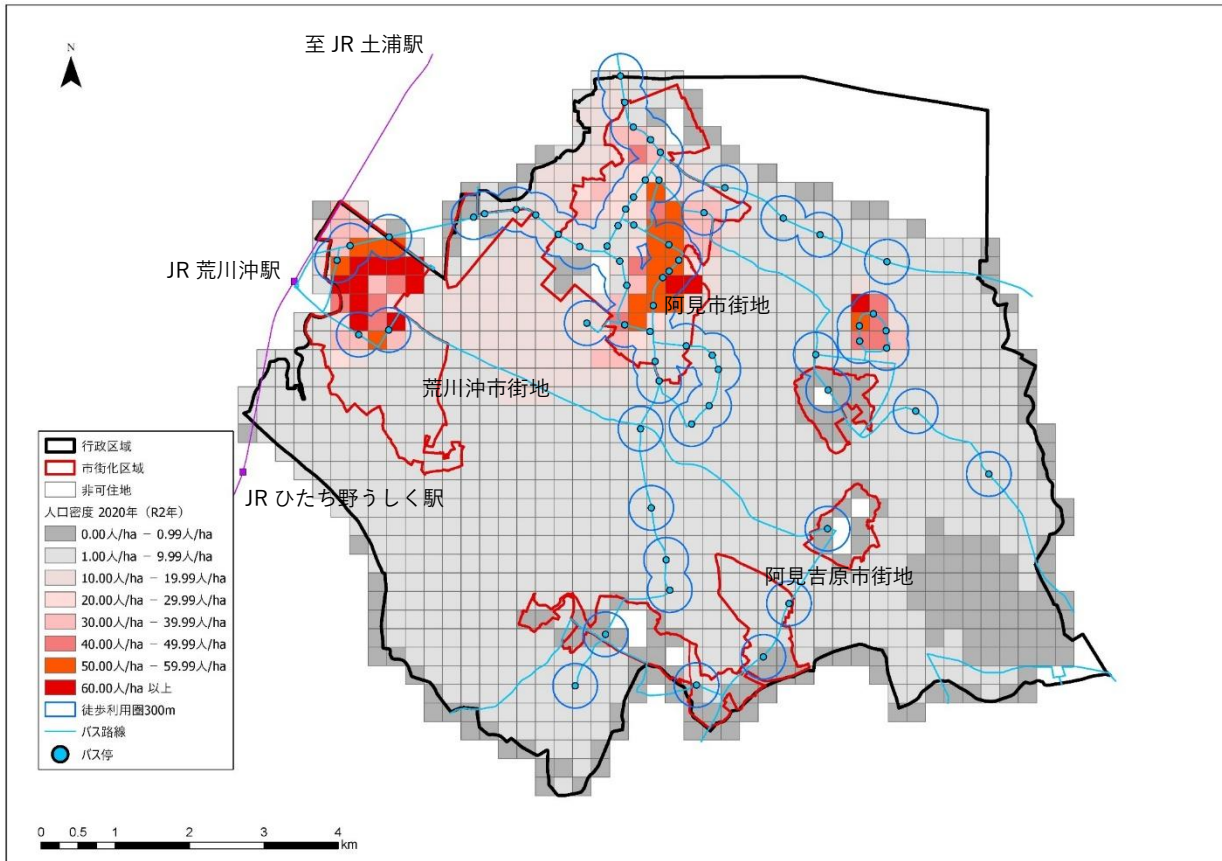 至 JR 土浦駅
N
JR 荒川沖駅
阿見市街地
荒川沖市街地
JR ひたち野うしく駅
阿見吉原市街地
行政区域
市街化区域
非可住地
人口密度 2020年（R2年）
0.00人/ha － 0.99人/ha
1.00人/ha － 9.99人/ha
10.00人/ha － 19.99人/ha
20.00人/ha － 29.99人/ha
30.00人/ha － 39.99人/ha
40.00人/ha － 49.99人/ha
50.00人/ha － 59.99人/ha
60.00人/ha 以上
徒歩利用圏300m
バス路線
バス停
0 0.5 1 2 3 4
km